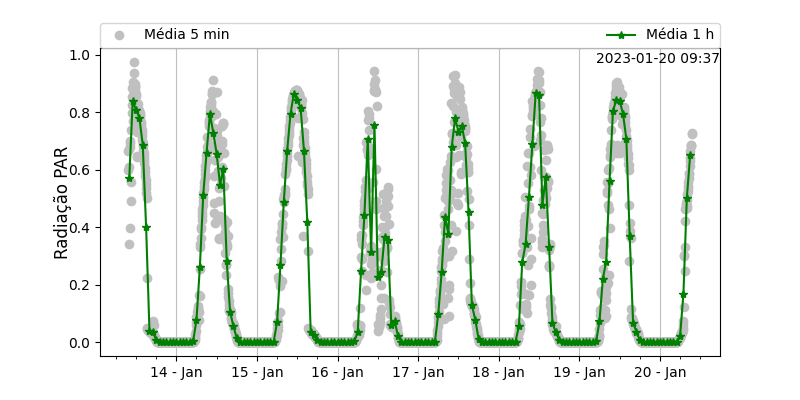 Média 5 min
Média 1 h
2023-01-20 09:37
Radiação PAR
1.0
0.8
0.6
0.4
0.2
0.0
14 - Jan
15 - Jan
16 - Jan
17 - Jan
18 - Jan
19 - Jan
20 - Jan